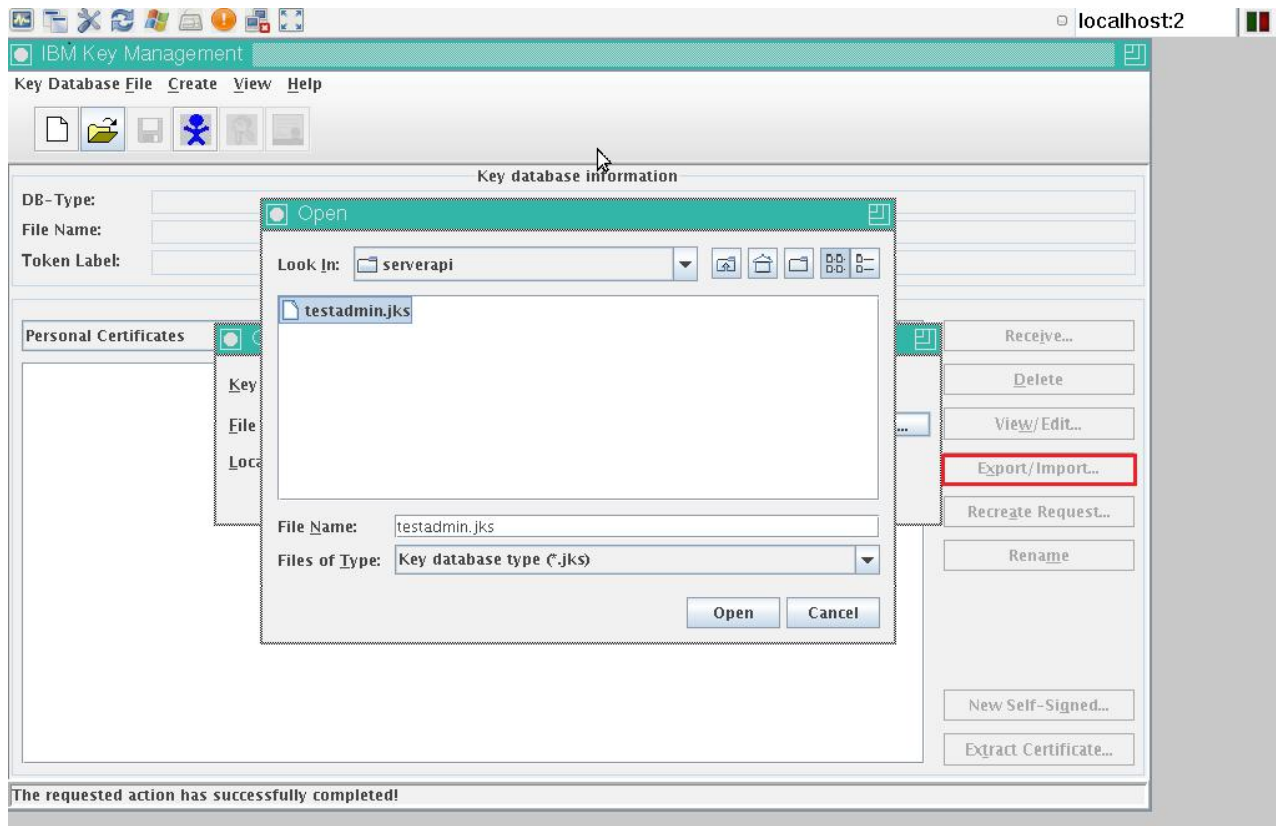 localhost:2
IBM Key Management
Key Database File Create View Help
Key database information
DB-Type:
File Name:
Token Label:
Open
Look In: serverapi
testadmin.jks
Personal Certificates
Key
File ...
File Name: testadmin.jks
Files of Type: Key database type (*.jks)
Open Cancel
Receive...
Delete
View/Edit...
Export/Import...
Recreate Request...
Rename
New Self-Signed...
Extract Certificate...
The requested action has successfully completed!